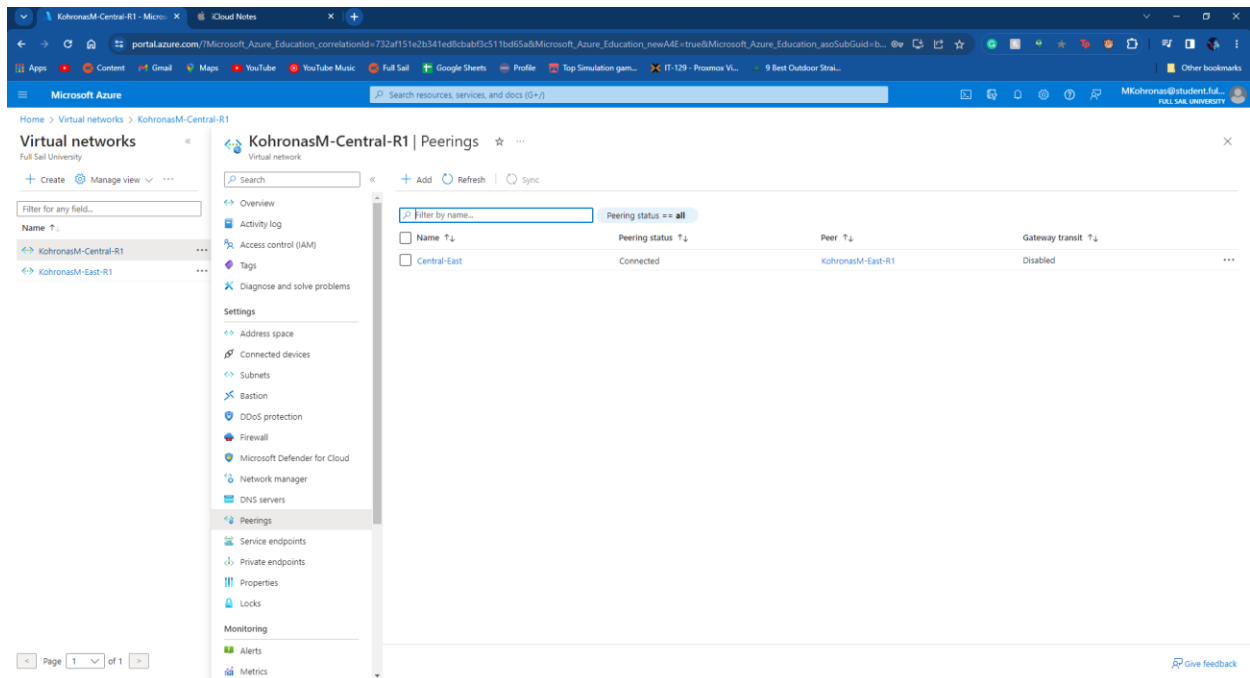 KohronasM-Central-R1 - Micros
iCloud Notes
portal.azure.com/?Microsoft_Azure_Education_correlationId=732af151e2b341ed8cbabf3c511bd65a&Microsoft_Azure_Education_newA4E=true&Microsoft_Azure_Education_asoSubGuid=b...
Apps Content Gmail Maps YouTube YouTube Music Full Sail Google Sheets Profile Top Simulation gam... IT-129 - Proxmox Vi... 9 Best Outdoor Strai... Other bookmarks
Microsoft Azure
Search resources, services, and docs (G+/)
MKohronas@student.ful...
FULL SAIL UNIVERSITY
Home > Virtual networks > KohronasM-Central-R1
Virtual networks
Full Sail University
+ Create Manage view ...
Filter for any field...
Name ↑↓
KohronasM-Central-R1 ...
KohronasM-East-R1 ...
< Page 1 of 1 >
KohronasM-Central-R1 | Peerings ☆ ...
Virtual network
Search
Overview
Activity log
Access control (IAM)
Tags
Diagnose and solve problems
Settings
Address space
Connected devices
Subnets
Bastion
DDoS protection
Firewall
Microsoft Defender for Cloud
Network manager
DNS servers
Peerings
Service endpoints
Private endpoints
Properties
Locks
Monitoring
Alerts
Metrics
+ Add Refresh Sync
Filter by name... Peering status == all
Name ↑↓ Peering status ↑↓ Peer ↑↓ Gateway transit ↑↓
Central-East Connected KohronasM-East-R1 Disabled ...
Give feedback